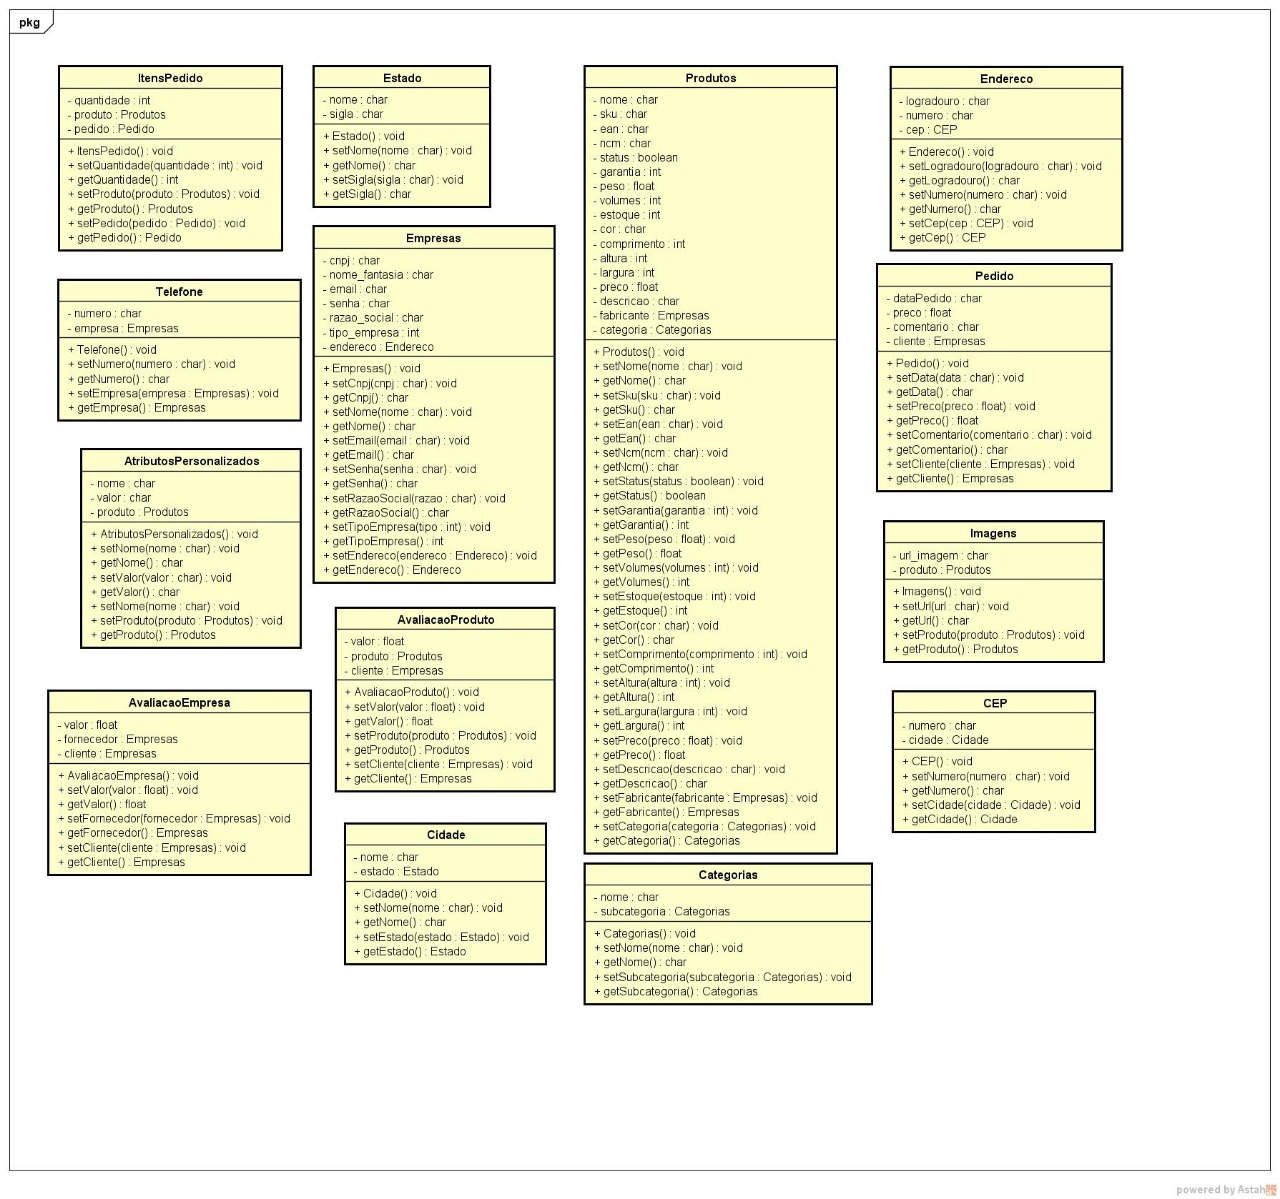 pkg
ItensPedido
- quantidade : int
- produto : Produtos
- pedido : Pedido
+ ItensPedido() : void
+ setQuantidade(quantidade : int) : void
+ getQuantidade() : int
+ setProduto(produto : Produtos) : void
+ getProduto() : Produtos
+ setPedido(pedido : Pedido) : void
+ getPedido() : Pedido
Telefone
- numero : char
- empresa : Empresas
+ Telefone() : void
+ setNumero(numero : char) : void
+ getNumero() : char
+ setEmpresa(empresa : Empresas) : void
+ getEmpresa() : Empresas
AtributosPersonalizados
- nome : char
- valor : char
- produto : Produtos
+ AtributosPersonalizados() : void
+ setNome(nome : char) : void
+ getNome() : char
+ setValor(valor : char) : void
+ getValor() : char
+ setNome(nome : char) : void
+ setProduto(produto : Produtos) : void
+ getProduto() : Produtos
AvaliacaoEmpresa
- valor : float
- fornecedor : Empresas
- cliente : Empresas
+ AvaliacaoEmpresa() : void
+ setValor(valor : float) : void
+ getValor() : float
+ setFornecedor(fornecedor : Empresas) : void
+ getFornecedor() : Empresas
+ setCliente(cliente : Empresas) : void
+ getCliente() : Empresas
Estado
- nome : char
- sigla : char
+ Estado() : void
+ setNome(nome : char) : void
+ getNome() : char
+ setSigla(sigla : char) : void
+ getSigla() : char
Empresas
- cnpj : char
- nome_fantasia : char
- email : char
- senha : char
- razao_social : char
- tipo_empresa : int
- endereco : Endereco
+ Empresas() : void
+ setCnpj(cnpj : char) : void
+ getCnpj() : char
+ setNome(nome : char) : void
+ getNome() : char
+ setEmail(email : char) : void
+ getEmail() : char
+ setSenha(senha : char) : void
+ getSenha() : char
+ setRazaoSocial(razao : char) : void
+ getRazaoSocial() : char
+ setTipoEmpresa(tipo : int) : void
+ getTipoEmpresa() : int
+ setEndereco(endereco : Endereco) : void
+ getEndereco() : Endereco
AvaliacaoProduto
- valor : float
- produto : Produtos
- cliente : Empresas
+ AvaliacaoProduto() : void
+ setValor(valor : float) : void
+ getValor() : float
+ setProduto(produto : Produtos) : void
+ getProduto() : Produtos
+ setCliente(cliente : Empresas) : void
+ getCliente() : Empresas
Cidade
- nome : char
- estado : Estado
+ Cidade() : void
+ setNome(nome : char) : void
+ getNome() : char
+ setEstado(estado : Estado) : void
+ getEstado() : Estado
Produtos
- nome : char
- sku : char
- ean : char
- ncm : char
- status : boolean
- garantia : int
- peso : float
- volumes : int
- estoque : int
- cor : char
- comprimento : int
- altura : int
- largura : int
- preco : float
- descricao : char
- fabricante : Empresas
- categoria : Categorias
+ Produtos() : void
+ setNome(nome : char) : void
+ getNome() : char
+ setSku(sku : char) : void
+ getSku() : char
+ setEan(ean : char) : void
+ getEan() : char
+ setNcm(ncm : char) : void
+ getNcm() : char
+ setStatus(status : boolean) : void
+ getStatus() : boolean
+ setGarantia(garantia : int) : void
+ getGarantia() : int
+ setPeso(peso : float) : void
+ getPeso() : float
+ setVolumes(volumes : int) : void
+ getVolumes() : int
+ setEstoque(estoque : int) : void
+ getEstoque() : int
+ setCor(cor : char) : void
+ getCor() : char
+ setComprimento(comprimento : int) : void
+ getComprimento() : int
+ setAltura(altura : int) : void
+ getAltura() : int
+ setLargura(largura : int) : void
+ getLargura() : int
+ setPreco(preco : float) : void
+ getPreco() : float
+ setDescricao(descricao : char) : void
+ getDescricao() : char
+ setFabricante(fabricante : Empresas) : void
+ getFabricante() : Empresas
+ setCategoria(categoria : Categorias) : void
+ getCategoria() : Categorias
Categorias
- nome : char
- subcategoria : Categorias
+ Categorias() : void
+ setNome(nome : char) : void
+ getNome() : char
+ setSubcategoria(subcategoria : Categorias) : void
+ getSubcategoria() : Categorias
Endereco
- logradouro : char
- numero : char
- cep : CEP
+ Endereco() : void
+ setLogradouro(logradouro : char) : void
+ getLogradouro() : char
+ setNumero(numero : char) : void
+ getNumero() : char
+ setCep(cep : CEP) : void
+ getCep() : CEP
Pedido
- dataPedido : char
- preco : float
- comentario : char
- cliente : Empresas
+ Pedido() : void
+ setData(data : char) : void
+ getData() : char
+ setPreco(preco : float) : void
+ getPreco() : float
+ setComentario(comentario : char) : void
+ getComentario() : char
+ setCliente(cliente : Empresas) : void
+ getCliente() : Empresas
Imagens
- url_imagem : char
- produto : Produtos
+ Imagens() : void
+ setUrl(url : char) : void
+ getUrl() : char
+ setProduto(produto : Produtos) : void
+ getProduto() : Produtos
CEP
- numero : char
- cidade : Cidade
+ CEP() : void
+ setNumero(numero : char) : void
+ getNumero() : char
+ setCidade(cidade : Cidade) : void
+ getCidade() : Cidade
powered by Astah